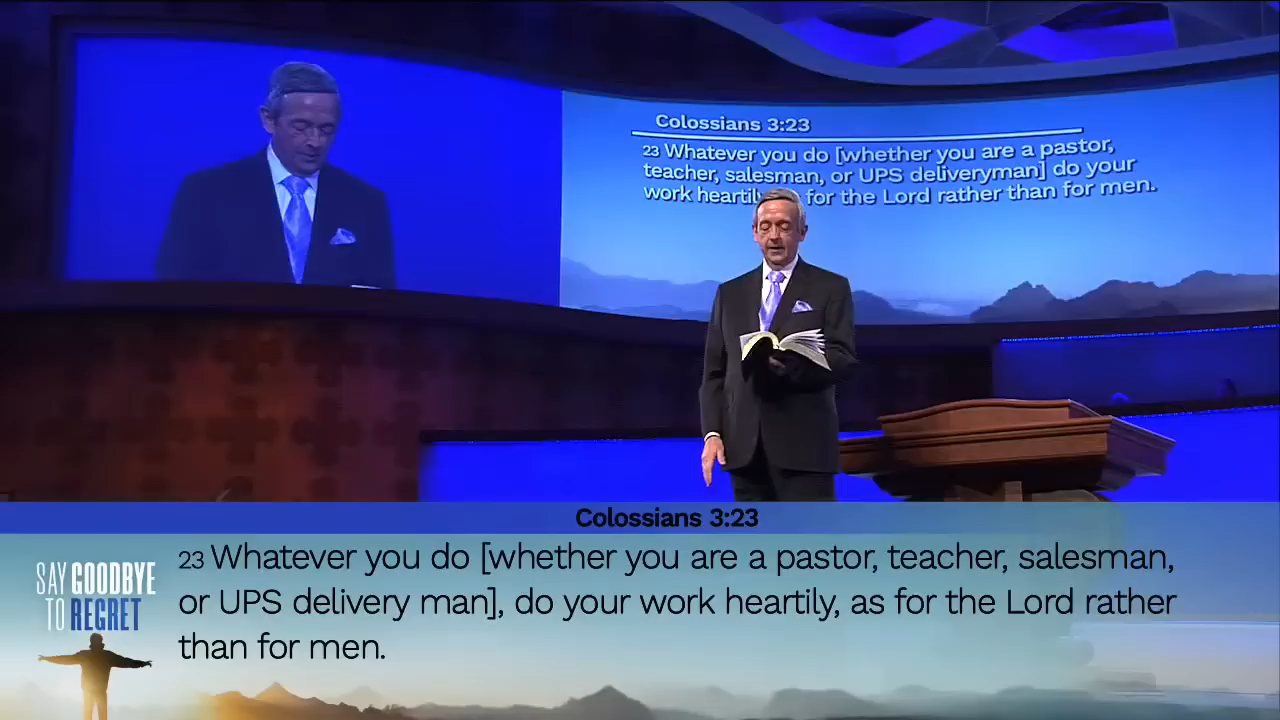 Colossians 3:23
23 Whatever you do [whether you are a pastor,
teacher, salesman, or UPS deliveryman] do your
work heartily for the Lord rather than for men.
Colossians 3:23
SAY GOODBYE
TO REGRET
23 Whatever you do [whether you are a pastor, teacher, salesman,
or UPS delivery man], do your work heartily, as for the Lord rather
than for men.